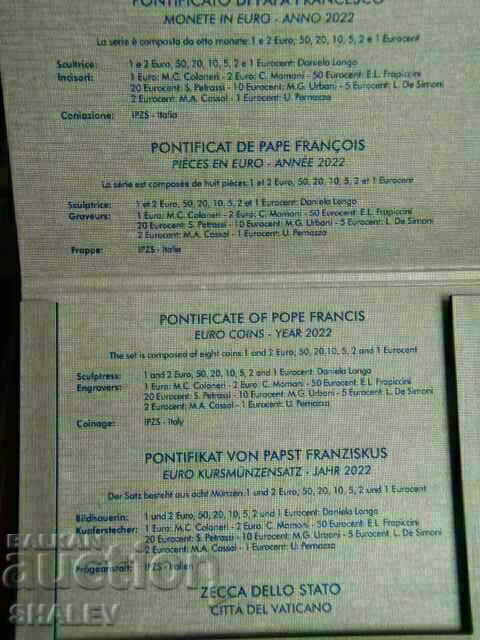 PONTIFICATO DI PAPA FRANCESCO
MONETE IN EURO - ANNO 2022
La serie è composta da otto monete: 1 e 2 Euro, 50, 20, 10, 5, 2 e 1 Eurocent
Scultrice: 1 e 2 Euro, 50, 20, 10, 5, 2 e 1 Eurocent: Daniela Longo
Incisori: 1 Euro: M.C. Colaneri - 2 Euro: C. Momoni - 50 Eurocent: E.L. Frapiccini
20 Eurocent: S. Petrassi - 10 Eurocent: M.G. Urbani - 5 Eurocent: L. De Simoni
2 Eurocent: M.A. Cassol - 1 Eurocent: U. Pernazza
Coniazione: IPZS - Italia
PONTIFICAT DE PAPE FRANÇOIS
PIÈCES EN EURO - ANNÉE 2022
La série est composée de huit pièces: 1 et 2 Euro, 50, 20, 10, 5, 2 et 1 Eurocent
Sculptrice: 1 et 2 Euro, 50, 20, 10, 5, 2 et 1 Eurocent: Daniela Longo
Graveurs: 1 Euro: M.C. Colaneri - 2 Euro: C. Momoni - 50 Eurocent: E.L. Frapiccini
20 Eurocent: S. Petrassi - 10 Eurocent: M.G. Urbani - 5 Eurocent: L. De Simoni
2 Eurocent: M.A. Cassol - 1 Eurocent: U. Pernazza
Frappe: IPZS - Italie
PONTIFICATE OF POPE FRANCIS
EURO COINS - YEAR 2022
The set is composed of eight coins: 1 and 2 Euro, 50, 20, 10, 5, 2 and 1 Eurocent
Sculptress: 1 and 2 Euro, 50, 20, 10, 5, 2 and 1 Eurocent: Daniela Longo
Engravers: 1 Euro: M.C. Colaneri - 2 Euro: C. Momoni - 50 Eurocent: E.L. Frapiccini
20 Eurocent: S. Petrassi - 10 Eurocent: M.G. Urbani - 5 Eurocent: L. De Simoni
2 Eurocent: M.A. Cassol - 1 Eurocent: U. Pernazza
Coinage: IPZS - Italy
PONTIFIKAT VON PAPST FRANZISKUS
EURO KURSMÜNZENSATZ - JAHR 2022
Der Satz besteht aus acht Münzen: 1 und 2 Euro, 50, 20, 10, 5, 2 und 1 Eurocent
Bildhauerin: 1 und 2 Euro, 50, 20, 10, 5, 2 und 1 Eurocent: Daniela Longo
Kupferstecher: 1 Euro: M.C. Colaneri - 2 Euro: C. Momoni - 50 Eurocent: E.L. Frapiccini
20 Eurocent: S. Petrassi - 10 Eurocent: M.G. Urbani - 5 Eurocent: L. De Simoni
2 Eurocent: M.A. Cassol - 1 Eurocent: U. Pernazza
Prägeanstalt: IPZS - Italien
ZECCA DELLO STATO
CITTÀ DEL VATICANO
BALKAN
auction
SHALEV